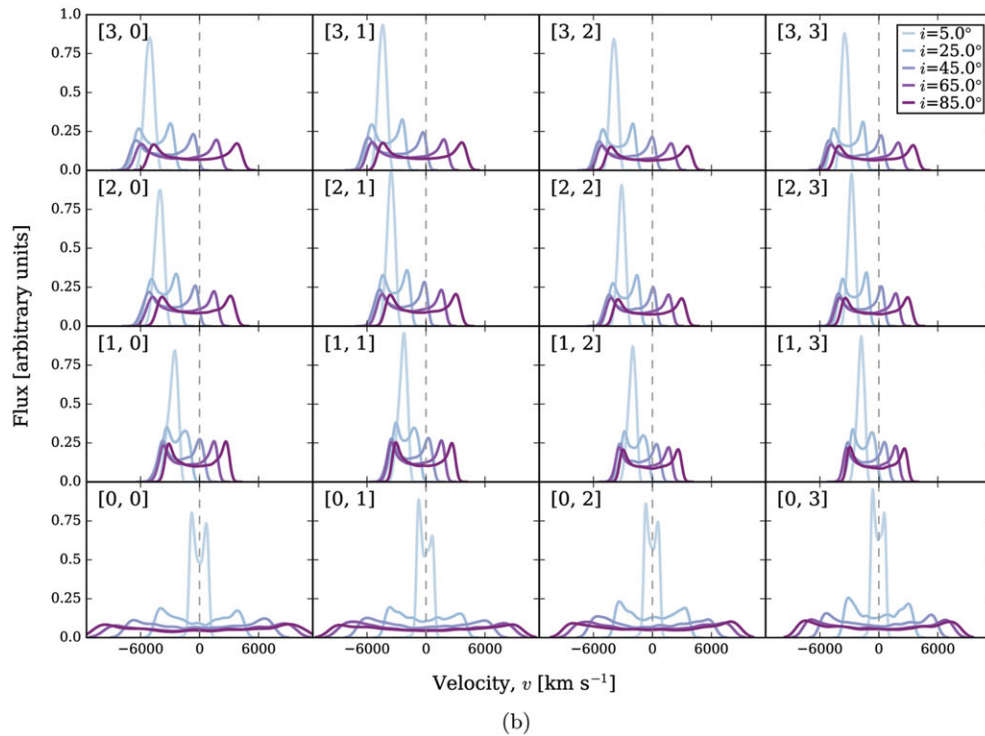 1.0
[3, 0] [3, 1] [3, 2] [3, 3]
i=5.0°
i=25.0°
i=45.0°
i=65.0°
i=85.0°
0.75
0.50
0.25
0.0
[2, 0] [2, 1] [2, 2] [2, 3]
0.75
0.5
0.25
0.0
[1, 0] [1, 1] [1, 2] [1, 3]
0.75
0.5
0.25
0.0
[0, 0] [0, 1] [0, 2] [0, 3]
0.75
0.5
0.25
0.0
Flux [arbitrary units]
−6000 0 6000 −6000 0 6000 −6000 0 6000 −6000 0 6000
Velocity, v [km s⁻¹]
(b)